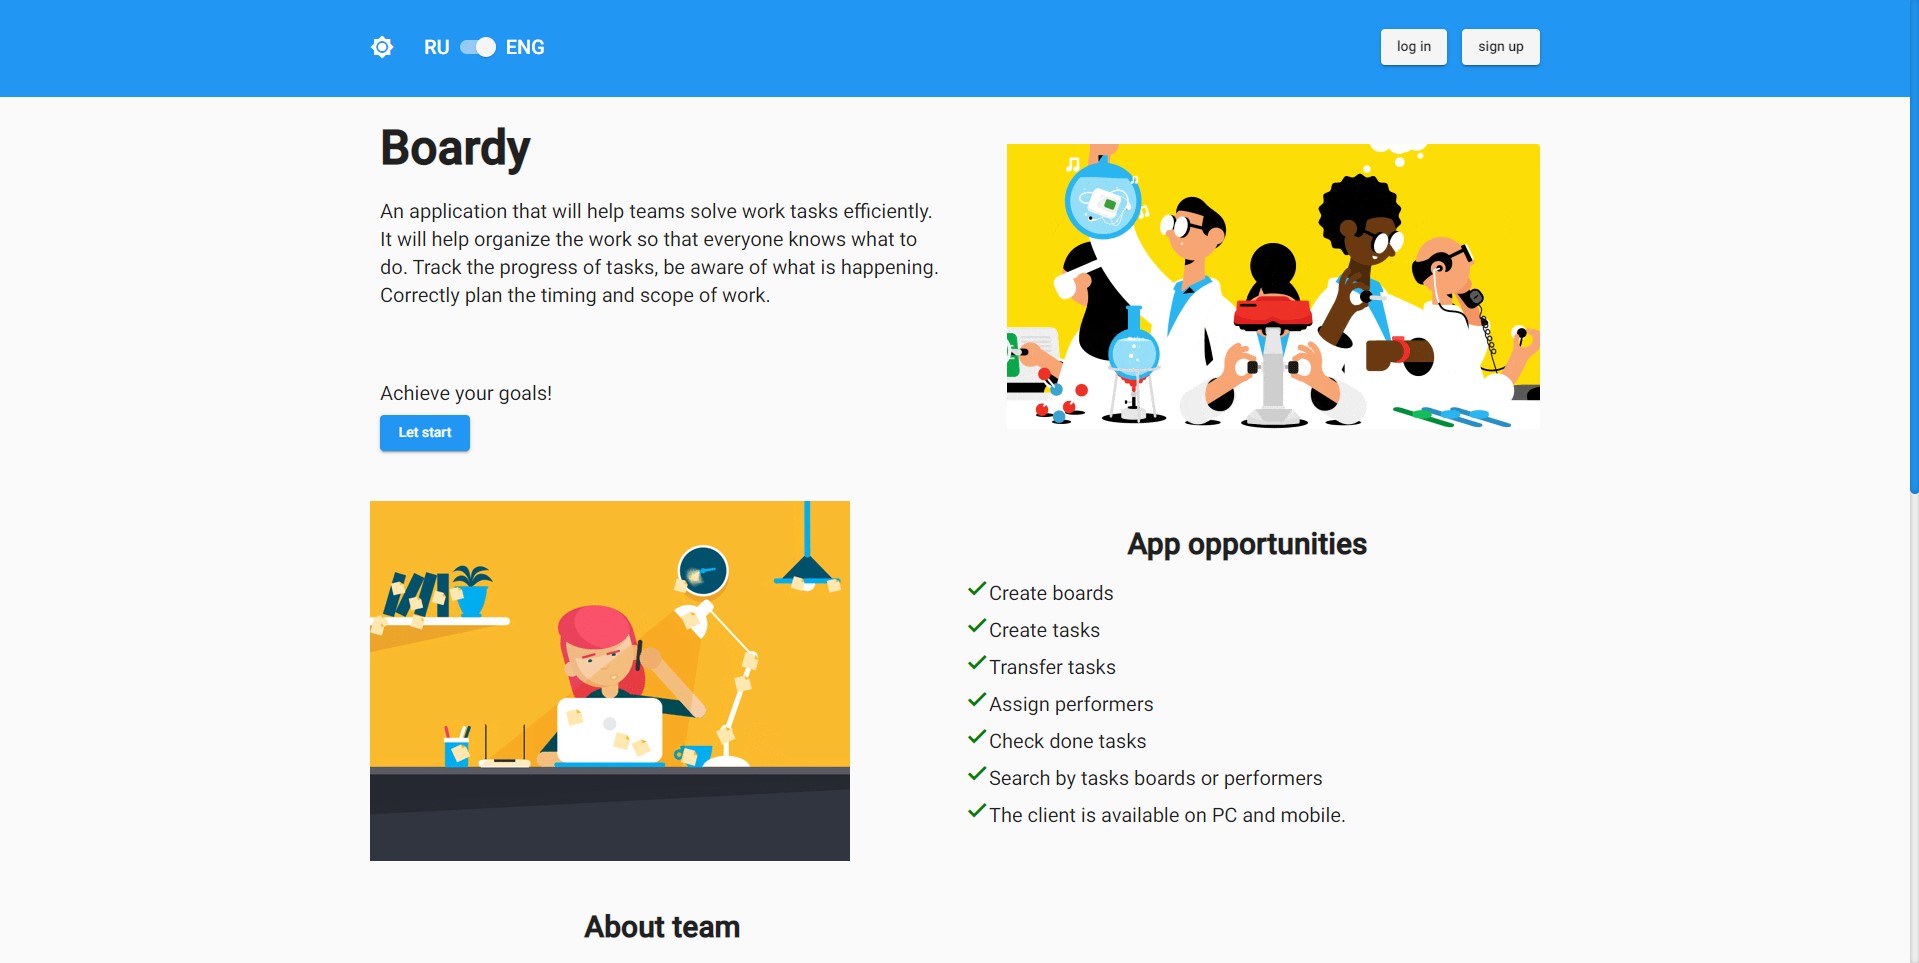 RU ENG
log in
sign up
Boardy
An application that will help teams solve work tasks efficiently.
It will help organize the work so that everyone knows what to
do. Track the progress of tasks, be aware of what is happening.
Correctly plan the timing and scope of work.
Achieve your goals!
Let start
App opportunities
Create boards
Create tasks
Transfer tasks
Assign performers
Check done tasks
Search by tasks boards or performers
The client is available on PC and mobile.
About team